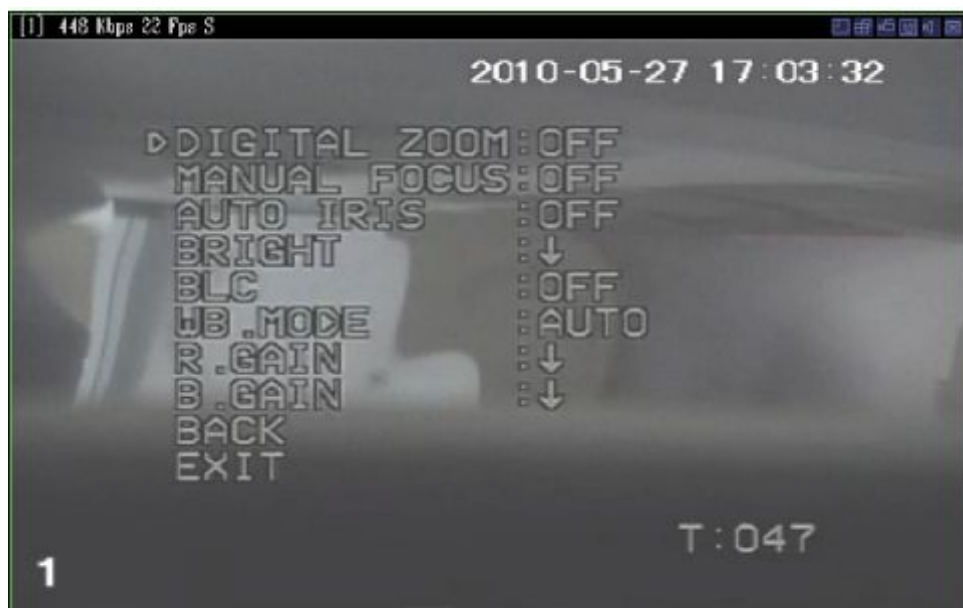 [1] 448 Kbps 22 Fps S
2010-05-27 17:03:32
DIGITAL ZOOM:OFF
MANUAL FOCUS:OFF
AUTO IRIS :OFF
BRIGHT :↓
BLC :OFF
WB.MODE :AUTO
R.GAIN :↓
B.GAIN :↓
BACK
EXIT
T:047
1